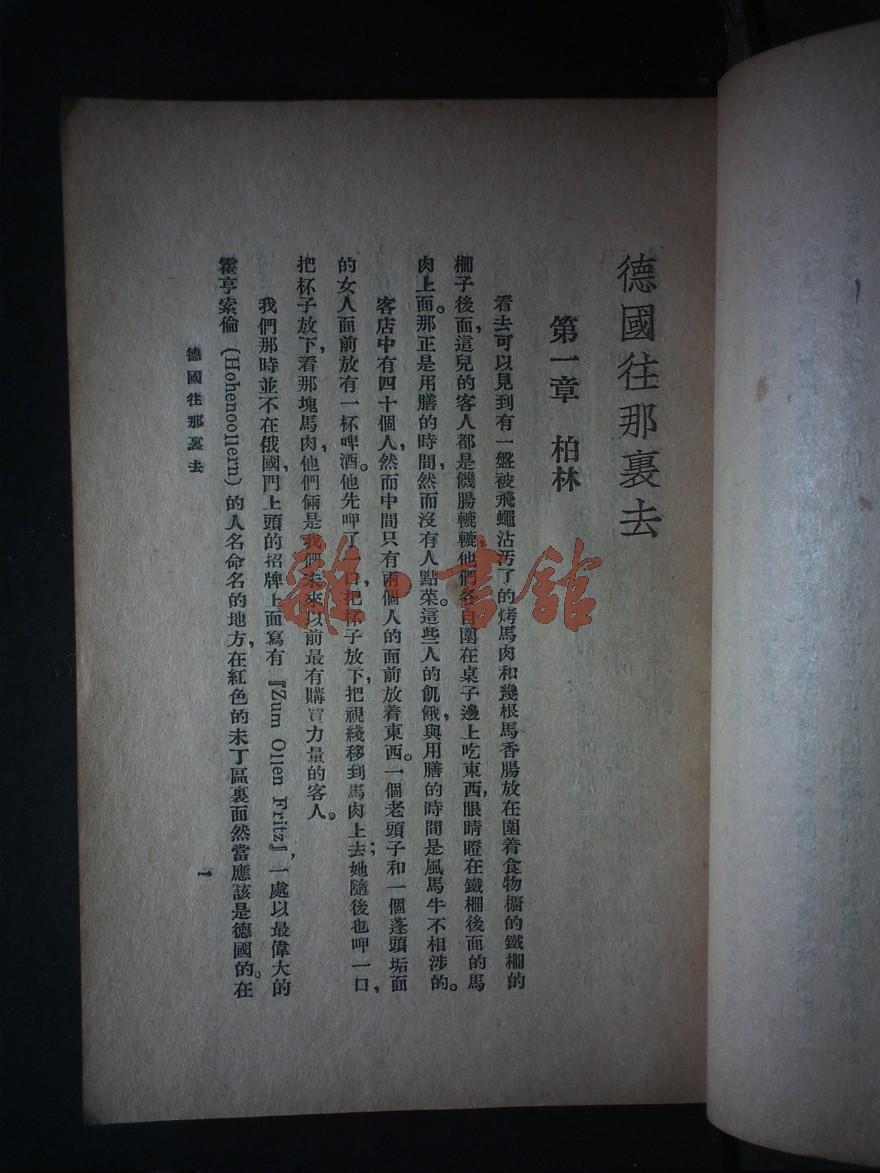 德國往那裏去
第一章 柏林
看去可以見到有一盤被飛蠅沾汚了的烤馬肉和幾根馬香腸放在圍着食物櫥的鐵柵的
柵子後面，這兒的客人都是饑腸轆轆他們各自圍在桌子邊上吃東西，眼睛瞪在鐵柵後面的馬
肉上面。那正是用膳的時間，然而沒有人點菜。這些人的飢餓與用膳的時間是風馬牛不相涉的。
客店中有四十個人，然而中間只有兩個人的面前放着東西。一個老頭子和一個蓬頭垢面
的女人面前放有一杯啤酒。他先呷了一口，把杯子放下，把視綫移到馬肉上去；她隨後也呷一口，
把杯子放下，看那塊馬肉，他們倆是我們未來以前最有購買力量的客人。
我們那時並不在俄國，門上頭的招牌上面寫有『Zum Ollen Fritz』，一處以最偉大的
霍亨索倫 (Hohenoollerm) 的人名命名的地方，在紅色的未丁區裏面然當應該是德國的。在
德國往那裏去
1
雜·書館